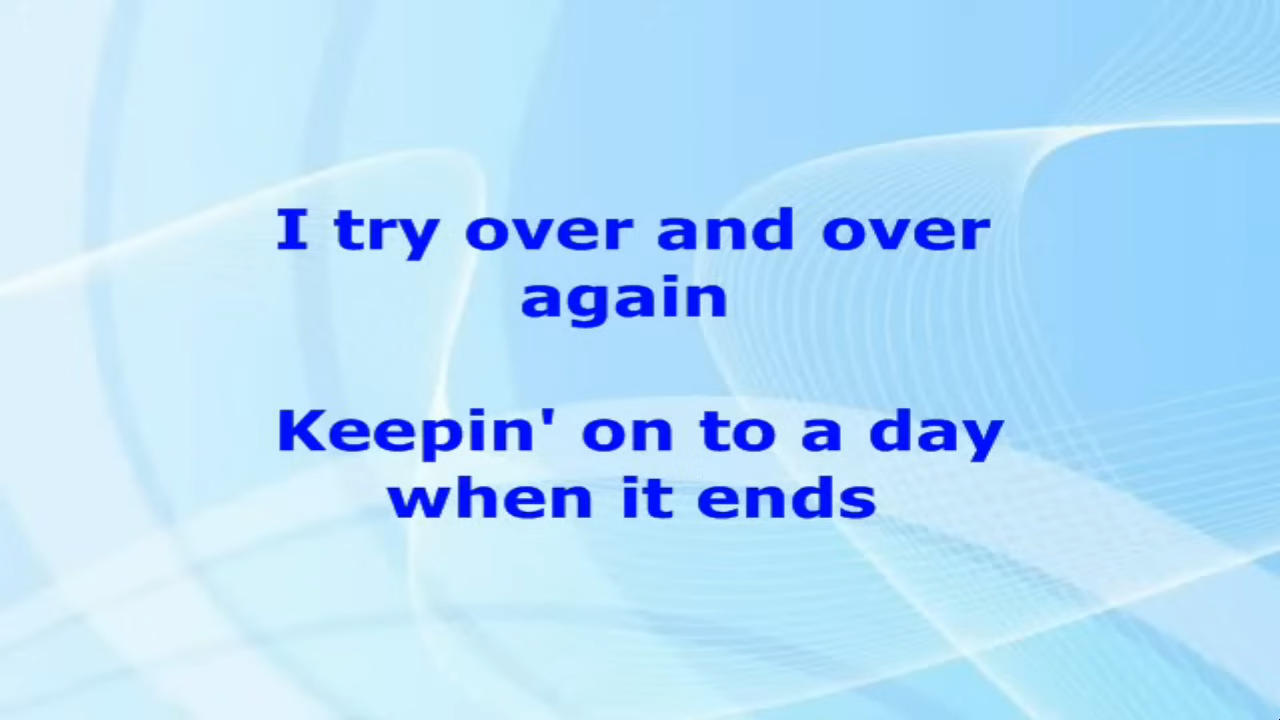 I try over and over
again
Keepin' on to a day
when it ends